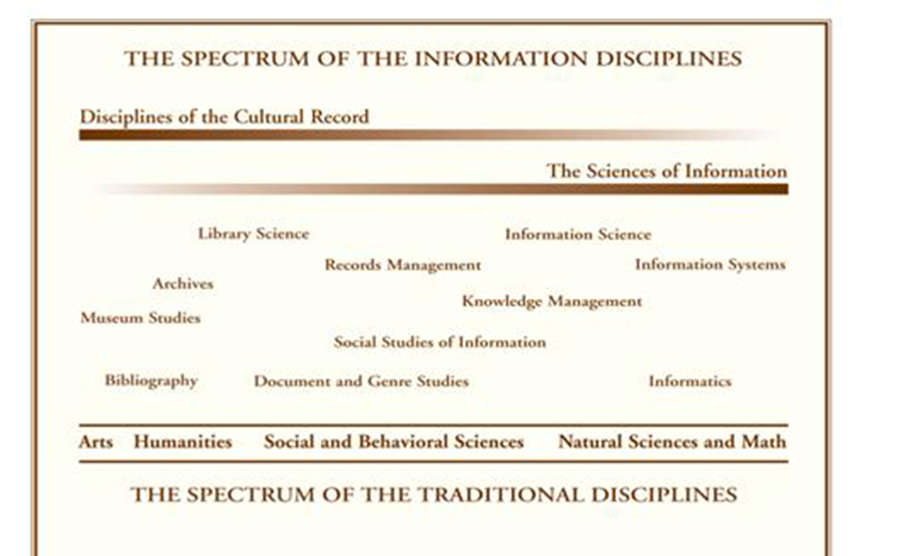 THE SPECTRUM OF THE INFORMATION DISCIPLINES
Disciplines of the Cultural Record
The Sciences of Information
Library Science Information Science
Records Management Information Systems
Archives
Knowledge Management
Museum Studies
Social Studies of Information
Bibliography Document and Genre Studies Informatics
Arts Humanities Social and Behavioral Sciences Natural Sciences and Math
THE SPECTRUM OF THE TRADITIONAL DISCIPLINES